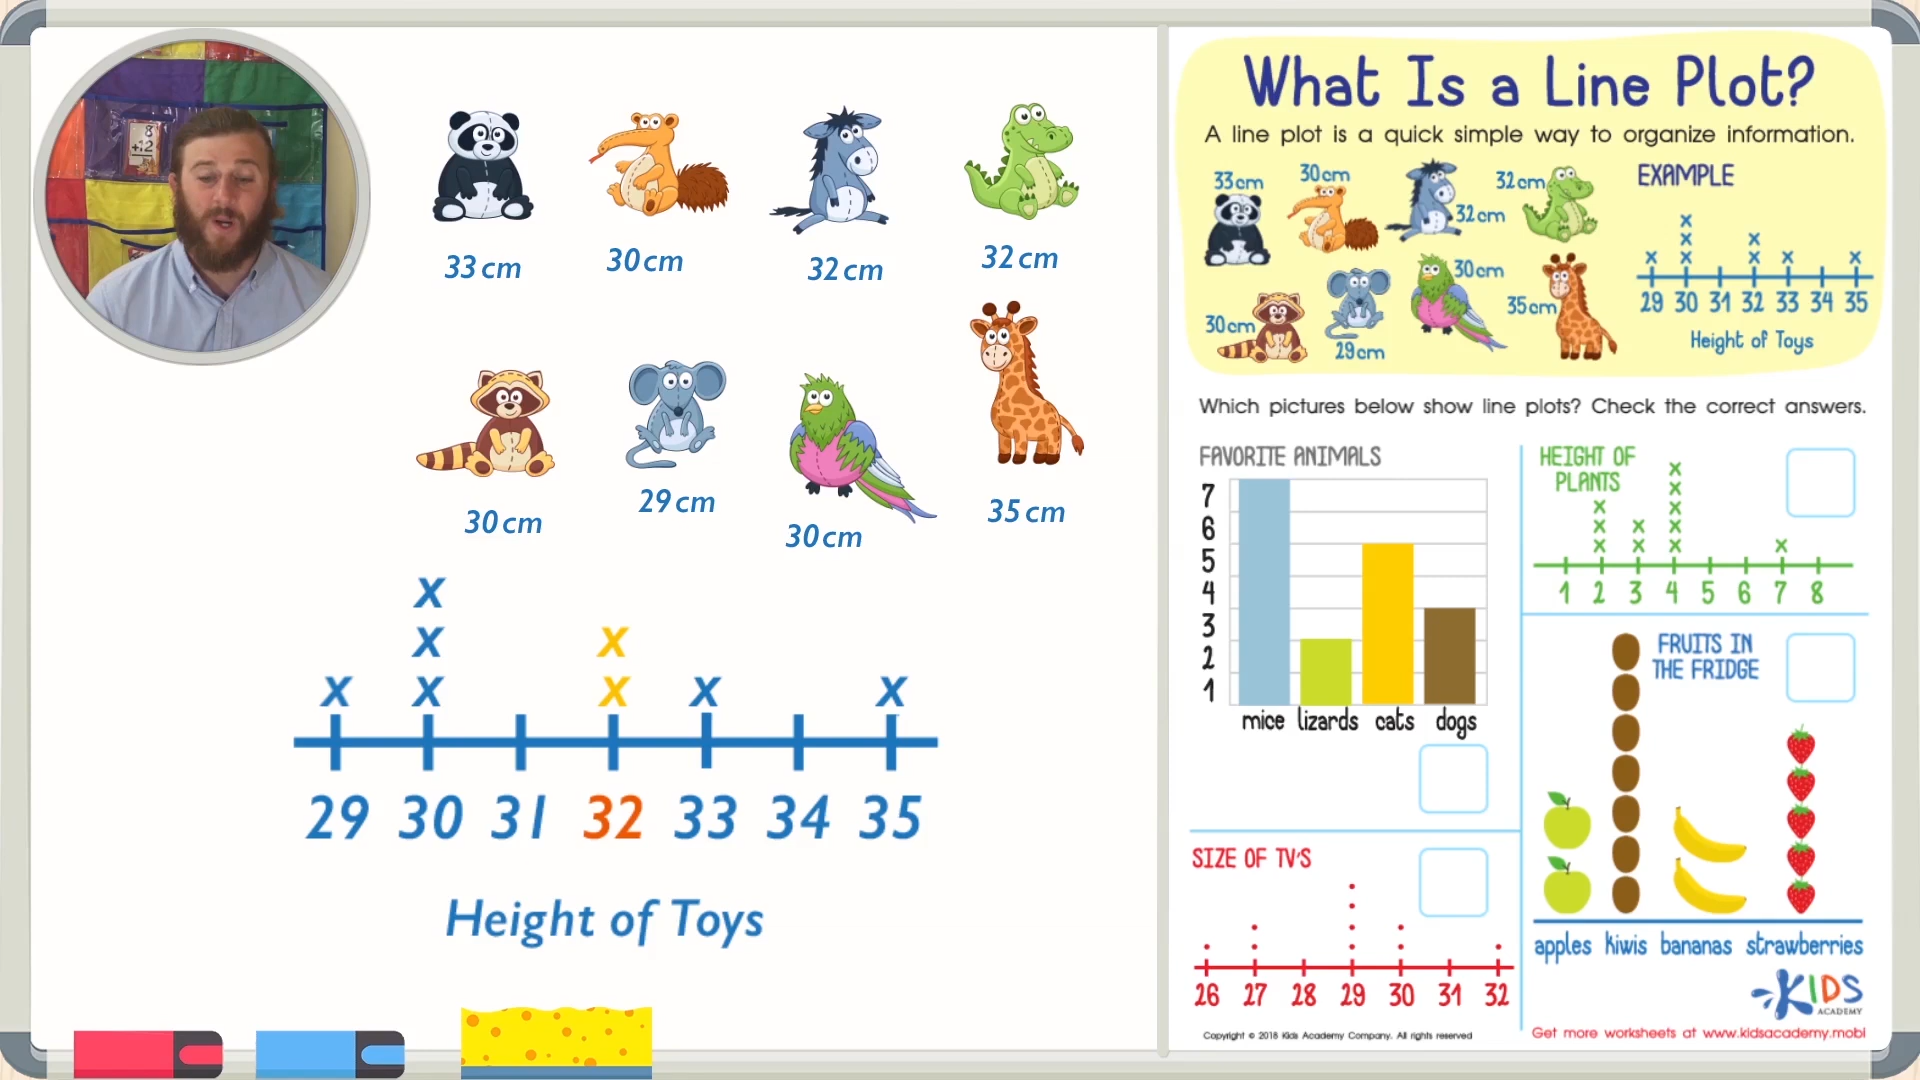 8
+12
33 cm
30 cm
32 cm
32 cm
30 cm
29 cm
30 cm
35 cm
x
x
x x
x x x x x
29 30 31 32 33 34 35
Height of Toys
What Is a Line Plot?
A line plot is a quick simple way to organize information.
33cm
30cm
32cm
32cm
30cm
29cm
30cm
35cm
EXAMPLE
x
x x
x x x x x
29 30 31 32 33 34 35
Height of Toys
Which pictures below show line plots? Check the correct answers.
FAVORITE ANIMALS
7
6
5
4
3
2
1
mice lizards cats dogs
HEIGHT OF
PLANTS
x
x
x x
x x x
x x x x
1 2 3 4 5 6 7 8
SIZE OF TV'S
26 27 28 29 30 31 32
FRUITS IN
THE FRIDGE
apples kiwis bananas strawberries
KIDS
ACADEMY
Copyright © 2018 Kids Academy Company. All rights reserved
Get more worksheets at www.kidsacademy.mobi